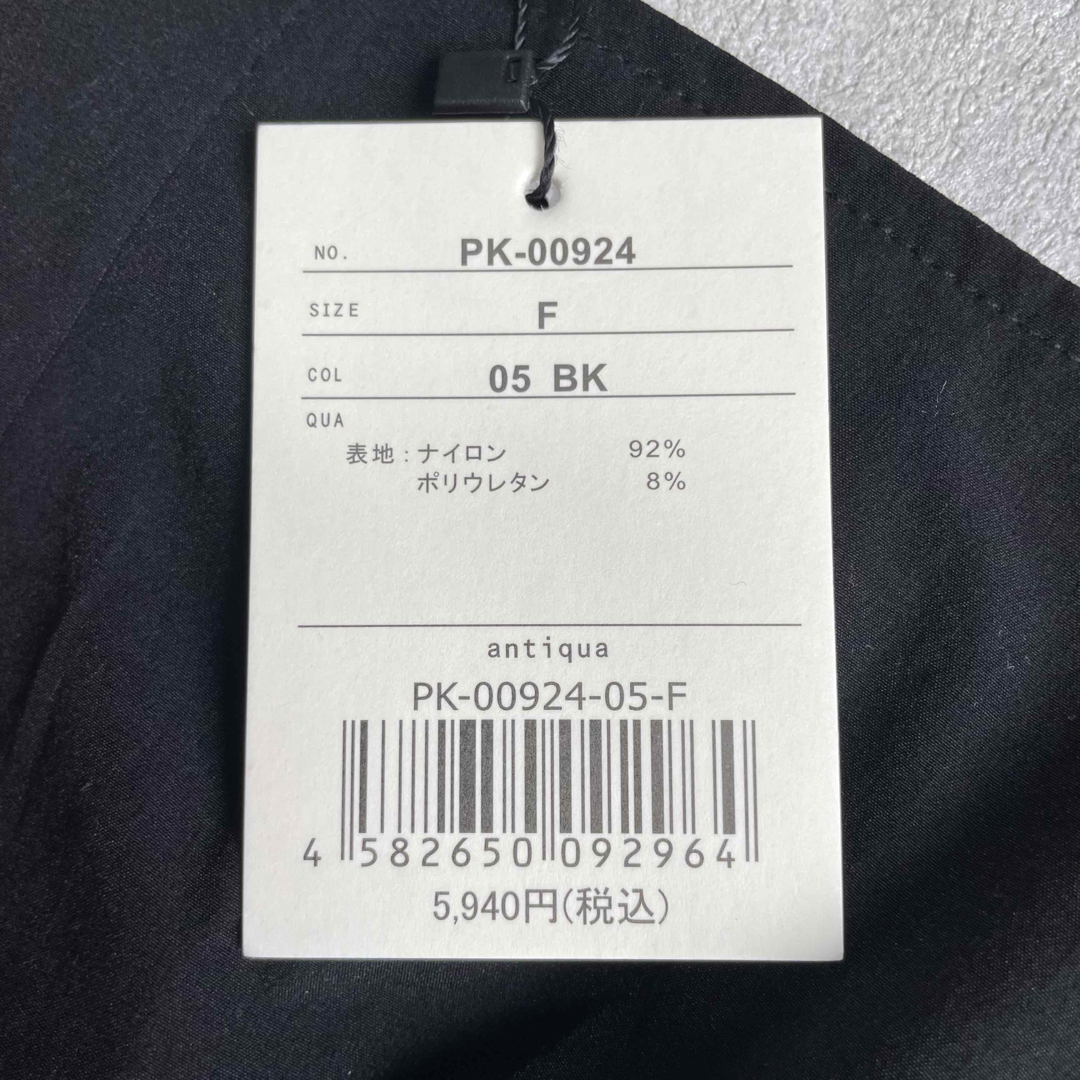 NO. PK-00924
SIZE F
COL 05 BK
QUA
表地:ナイロン 92%
ポリウレタン 8%
antiqua
PK-00924-05-F
4 582650 092964
5,940円(税込)